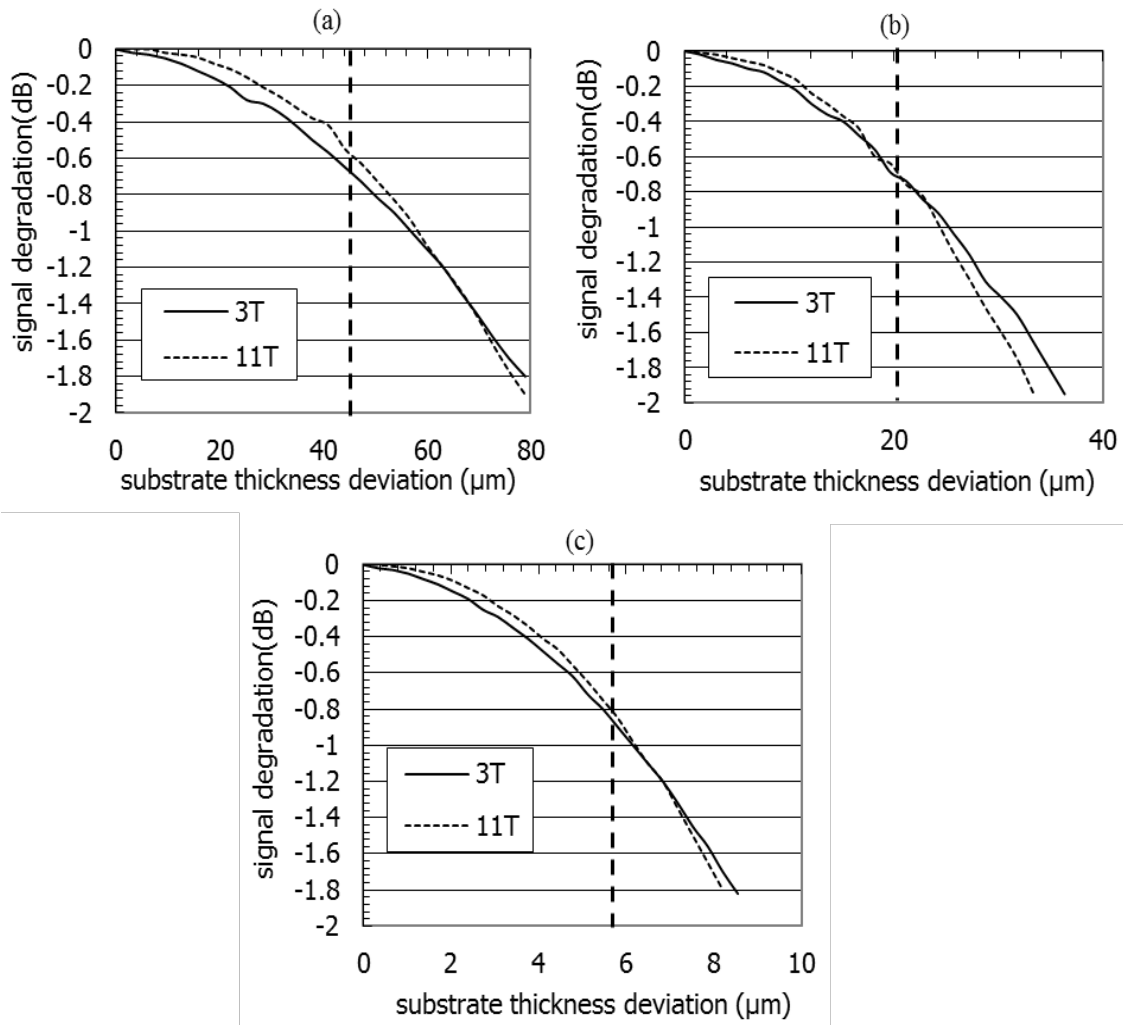 (a)
signal degradation(dB)
0
-0.2
-0.4
-0.6
-0.8
-1
-1.2
-1.4
-1.6
-1.8
-2
3T
11T
0 20 40 60 80
substrate thickness deviation (μm)
(b)
signal degradation(dB)
0
-0.2
-0.4
-0.6
-0.8
-1
-1.2
-1.4
-1.6
-1.8
-2
3T
11T
0 20 40
substrate thickness deviation (μm)
(c)
signal degradation(dB)
0
-0.2
-0.4
-0.6
-0.8
-1
-1.2
-1.4
-1.6
-1.8
-2
3T
11T
0 2 4 6 8 10
substrate thickness deviation (μm)